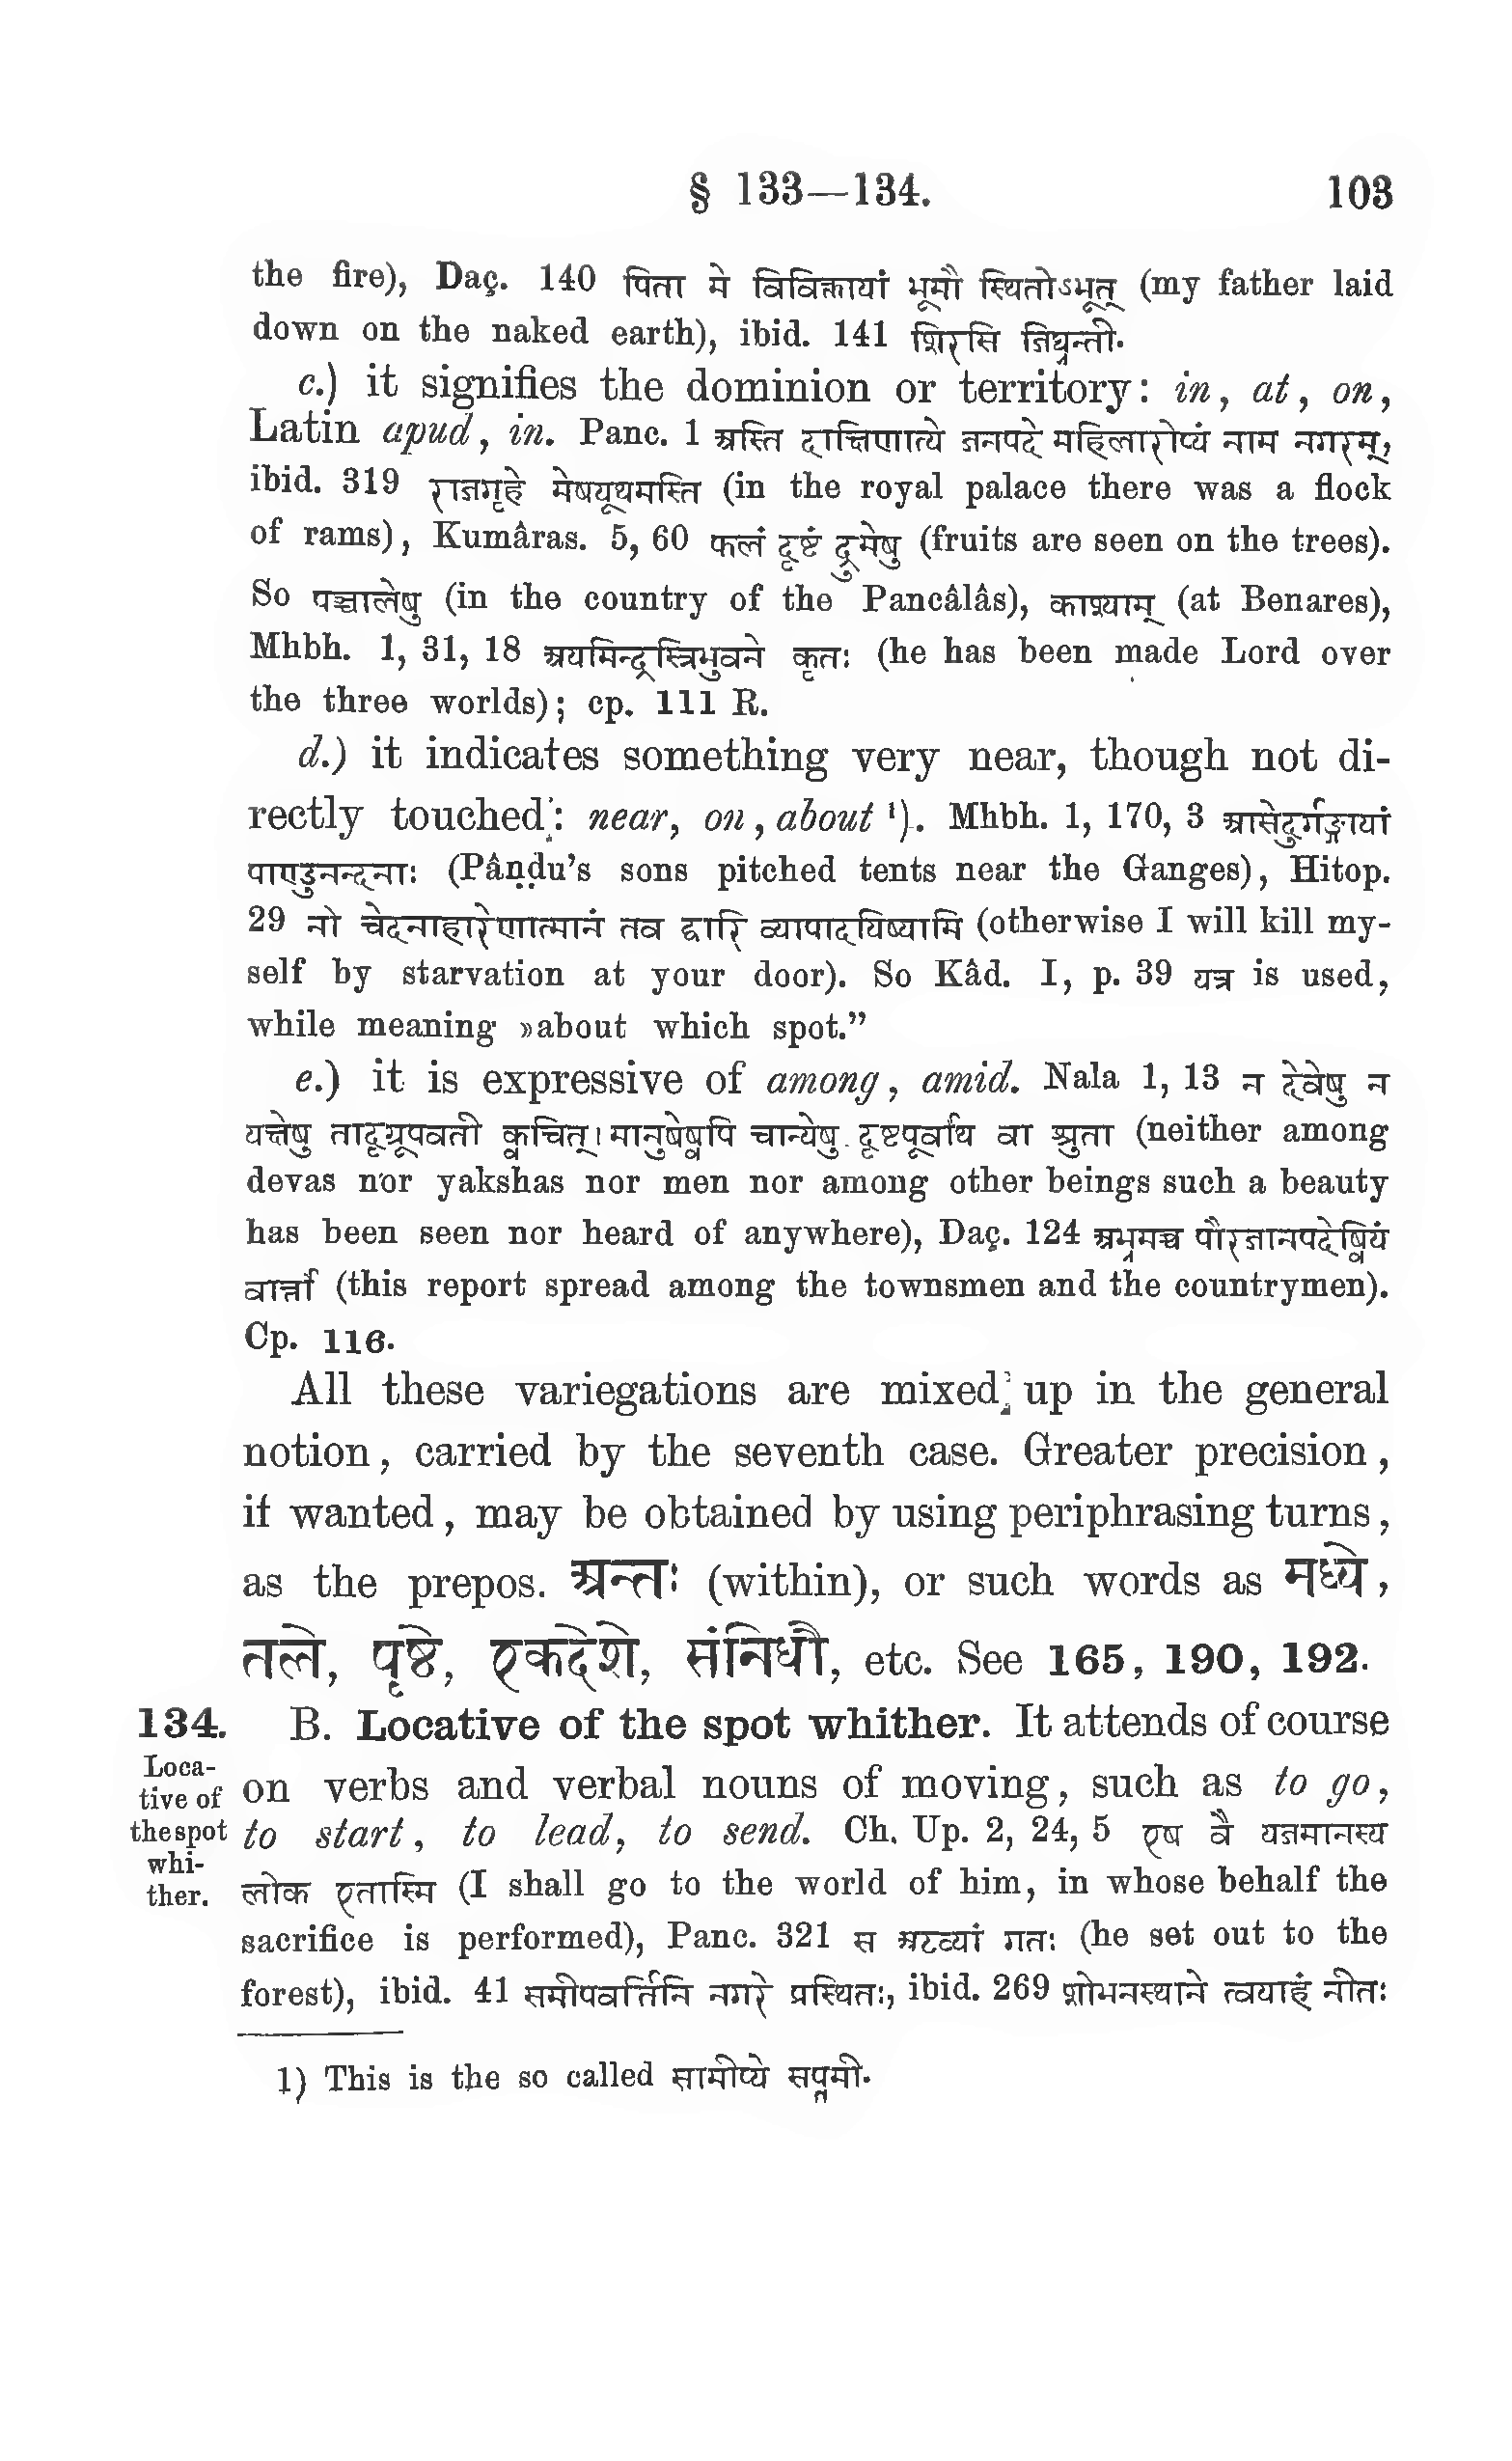 § 133—134. 103
the fire), Daç. 140 पिता मे विविक्तायां भूमौ स्थितोऽभूत् (my father laid
down on the naked earth), ibid. 141 शिरसि जिघ्रन्ती.
c.) it signifies the dominion or territory: in, at, on,
Latin apud, in. Panc. 1 अस्ति दाक्षिणात्ये जनपदे महिलारोप्यं नाम नगरम्,
ibid. 319 राजगृहे मेषयूथमस्ति (in the royal palace there was a flock
of rams), Kumâras. 5, 60 फलं दृष्टं द्रुमेषु (fruits are seen on the trees).
So पञ्चालेषु (in the country of the Pancâlâs), काश्याम् (at Benares),
Mhbh. 1, 31, 18 अयमिन्द्रस्त्रिभुवने कृतः (he has been made Lord over
the three worlds); cp. 111 R.
d.) it indicates something very near, though not di-
rectly touched: near, on, about ¹). Mhbh. 1, 170, 3 आसेदुर्गङ्गायां
पाण्डुनन्दनाः (Pâṇḍu's sons pitched tents near the Ganges), Hitop.
29 नो चेदनाहारेणात्मानं तव द्वारि व्यापादयिष्यामि (otherwise I will kill my-
self by starvation at your door). So Kâd. I, p. 39 यत्र is used,
while meaning »about which spot.”
e.) it is expressive of among, amid. Nala 1, 13 न देवेषु न
यक्षेषु तादृग्रूपवती क्वचित्। मानुषेष्वपि चान्येषु दृष्टपूर्वाथ वा श्रुता (neither among
devas nor yakshas nor men nor among other beings such a beauty
has been seen nor heard of anywhere), Daç. 124 अभ्रमच्च पौरजानपदेष्वियं
वार्त्ता (this report spread among the townsmen and the countrymen).
Cp. 116.
All these variegations are mixed up in the general
notion, carried by the seventh case. Greater precision,
if wanted, may be obtained by using periphrasing turns,
as the prepos. अन्तः (within), or such words as मध्ये,
तले, पृष्ठे, एकदेशे, संनिधौ, etc. See 165, 190, 192.
134. B. Locative of the spot whither. It attends of course
Loca-
tive of
the spot
whi-
ther.
on verbs and verbal nouns of moving, such as to go,
to start, to lead, to send. Ch. Up. 2, 24, 5 एष वै यजमानस्य
लोक एतास्मि (I shall go to the world of him, in whose behalf the
sacrifice is performed), Panc. 321 स अटव्यां गतः (he set out to the
forest), ibid. 41 समीपवर्त्तिनि नगरे प्रस्थितः, ibid. 269 शोभनस्थाने त्वयाहं नीतः
1) This is the so called सामीप्ये सप्तमी.